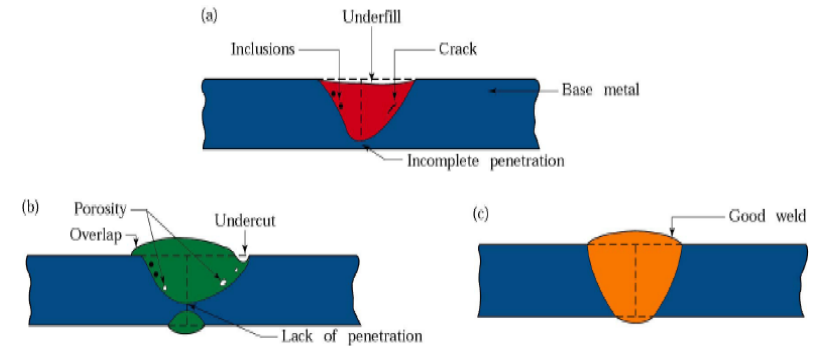 (a)
Underfill
Inclusions
Crack
Base metal
Incomplete penetration
(b)
Porosity
Undercut
Overlap
Lack of penetration
(c)
Good weld